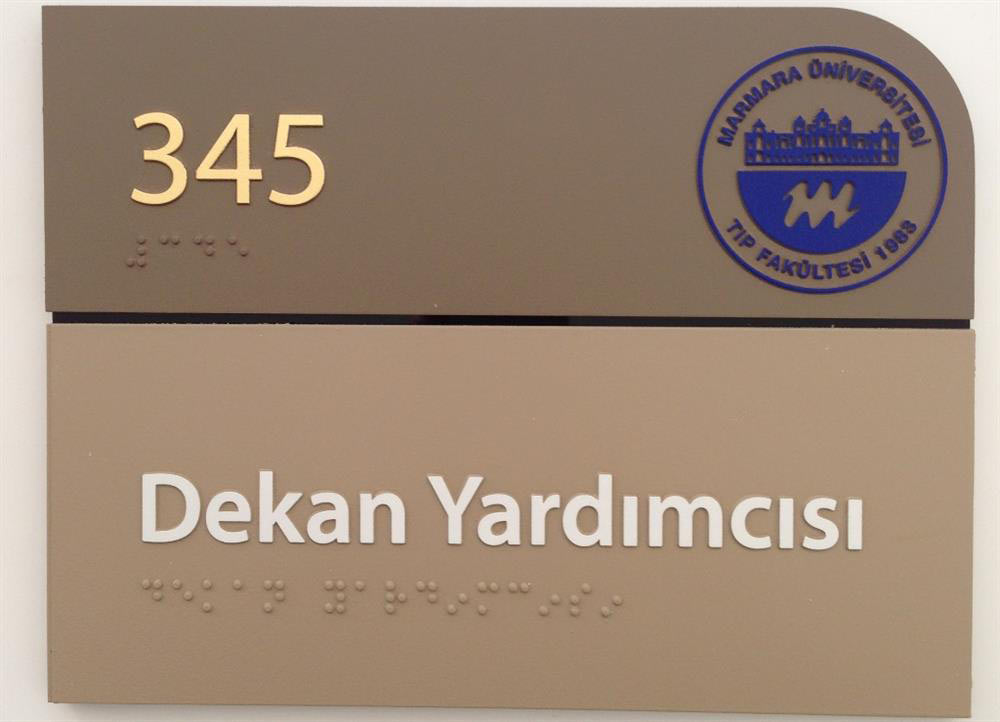 345
MARMARA ÜNİVERSİTESİ
TIP FAKÜLTESİ 1983
Dekan Yardımcısı